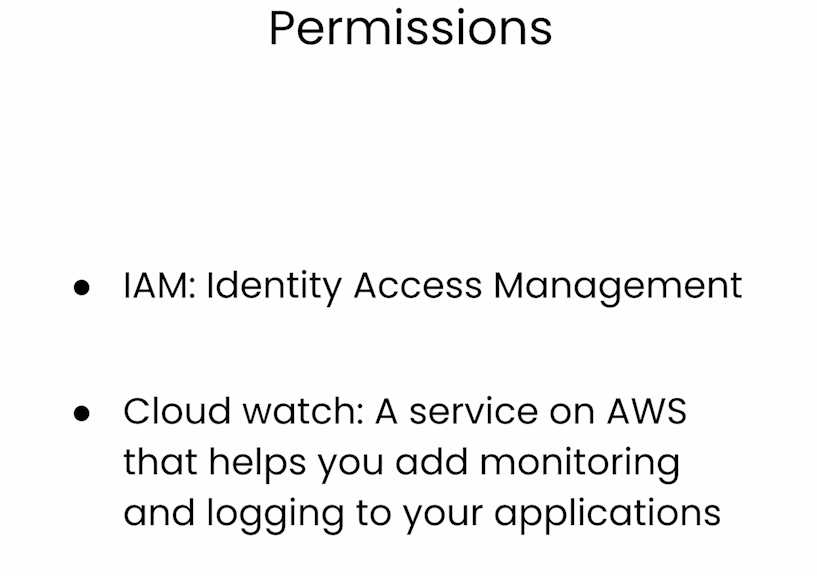 Permissions
● IAM: Identity Access Management
● Cloud watch: A service on AWS
that helps you add monitoring
and logging to your applications